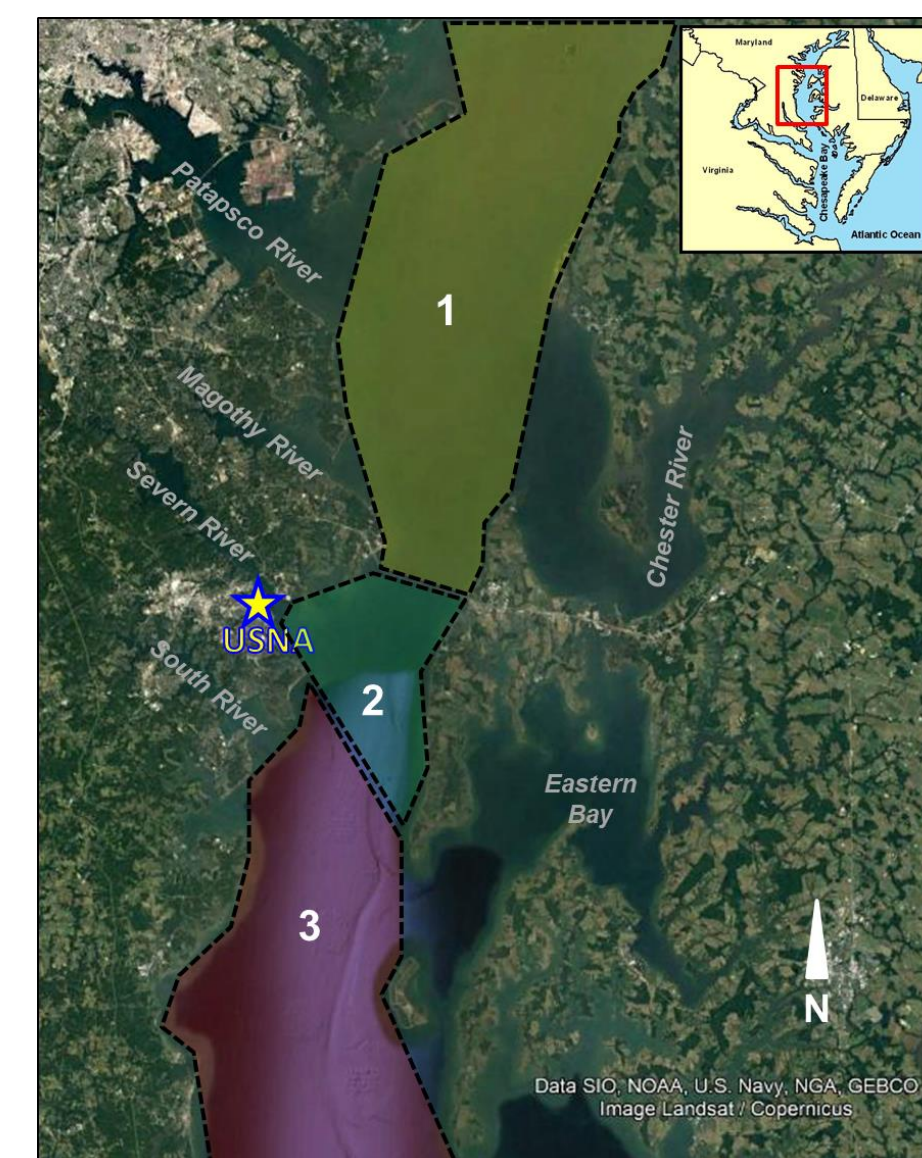 Maryland
Delaware
Virginia
Chesapeake Bay
Atlantic Ocean
Patapsco River
1
Magothy River
Severn River
Chester River
USNA
South River
2
Eastern
Bay
3
N
Data SIO, NOAA, U.S. Navy, NGA, GEBCO
Image Landsat / Copernicus